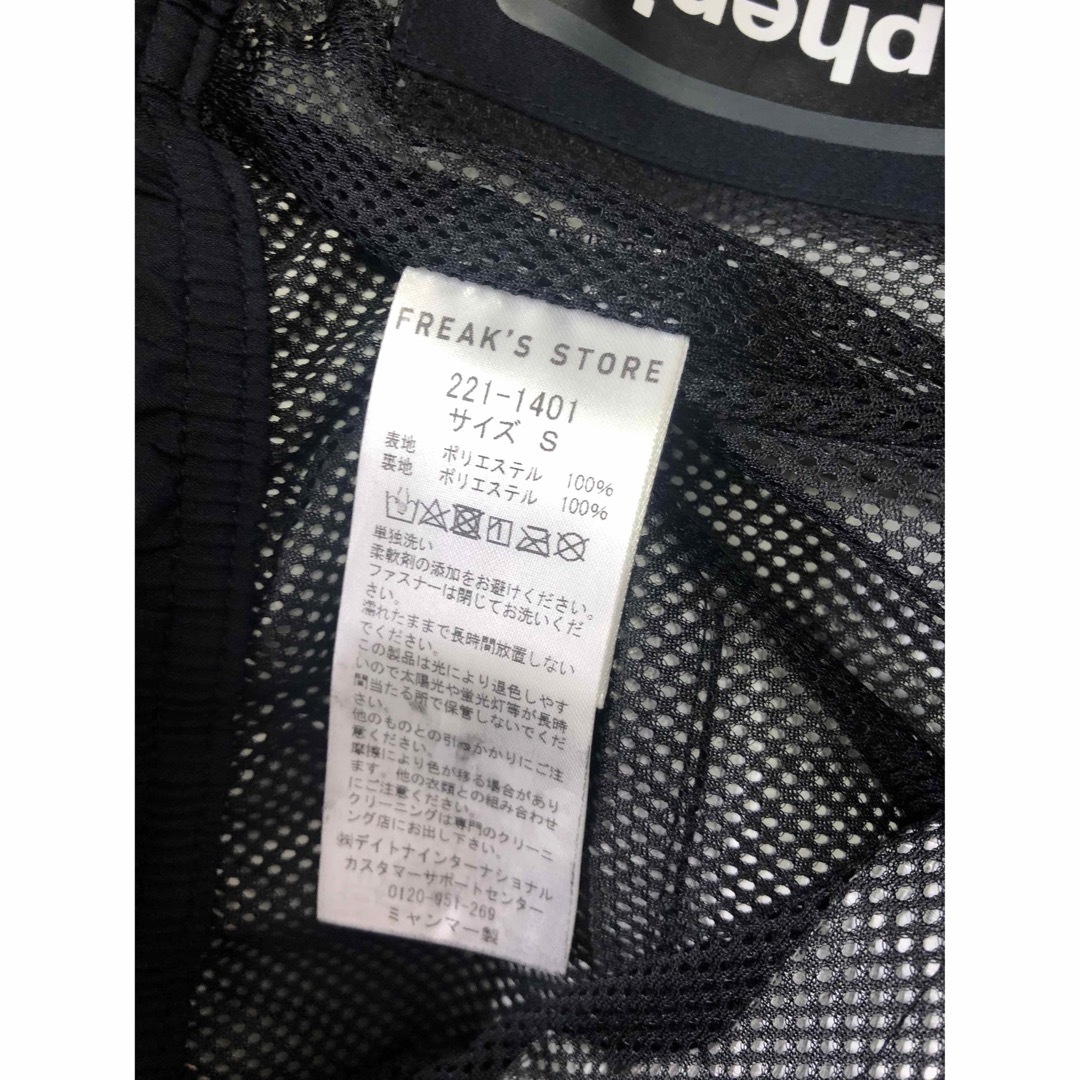 phen
FREAK'S STORE
221-1401
サイズ S
表地 ポリエステル 100%
裏地 ポリエステル 100%
単独洗い
柔軟剤の添加をお避けください。
ファスナーは閉じてお洗いくだ
さい。
濡れたままで長時間放置しない
でください。
この製品は光により退色しやす
いので太陽光や蛍光灯等が長時
間当たる所で保管しないでくだ
さい。
他のものとの引っかかりにご注
意ください。
摩擦により色が移る場合があり
ます。他の衣類との組み合わせ
にご注意ください。
クリーニングは専門のクリーニ
ング店にお出し下さい。
㈱デイトナインターナショナル
カスタマーサポートセンター
0120-951-269
ミャンマー製